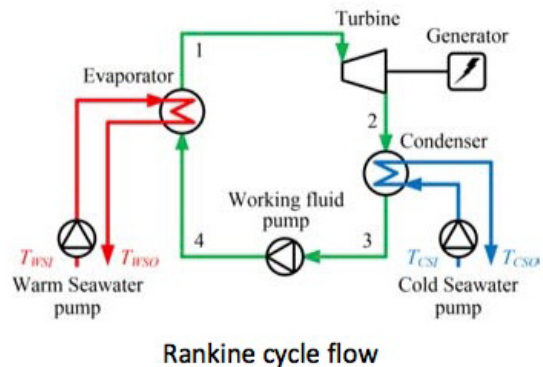 Turbine
1
Generator
Evaporator
2
Condenser
Working fluid
pump
4
3
T_WSI
T_WSO
T_CSI
T_CSO
Warm Seawater
pump
Cold Seawater
pump
Rankine cycle flow